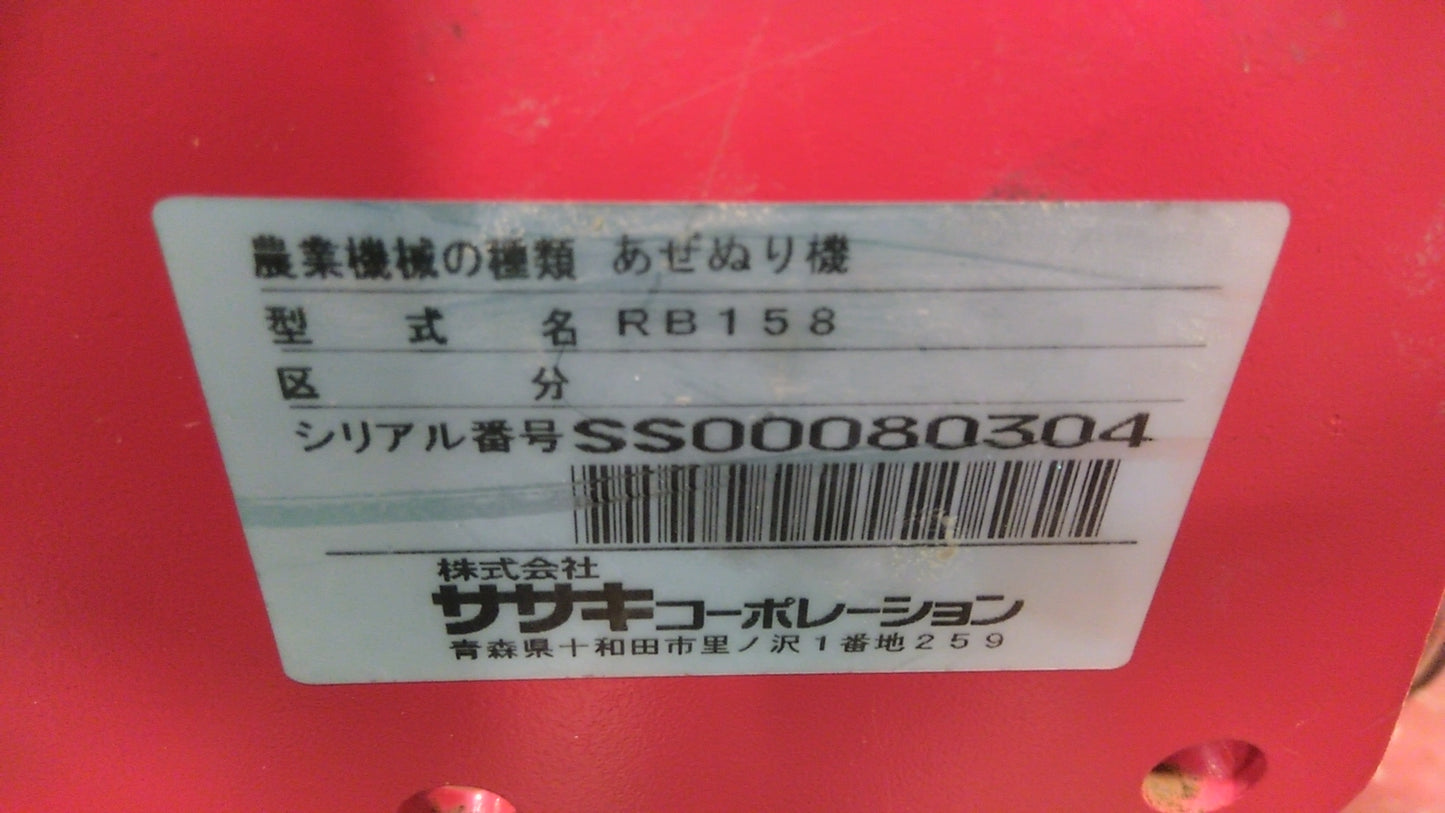 農業機械の種類 あぜぬり機
型式名 RB158
区分
シリアル番号 SS00080304
株式会社
ササキコーポレーション
青森県十和田市里ノ沢1番地259